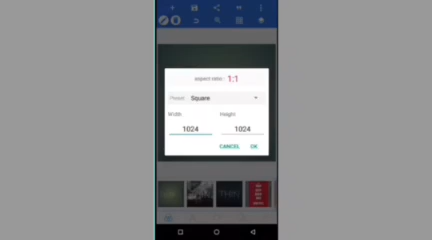 aspect ratio : 1:1
Preset Square
Width Height
1024 1024
CANCEL OK